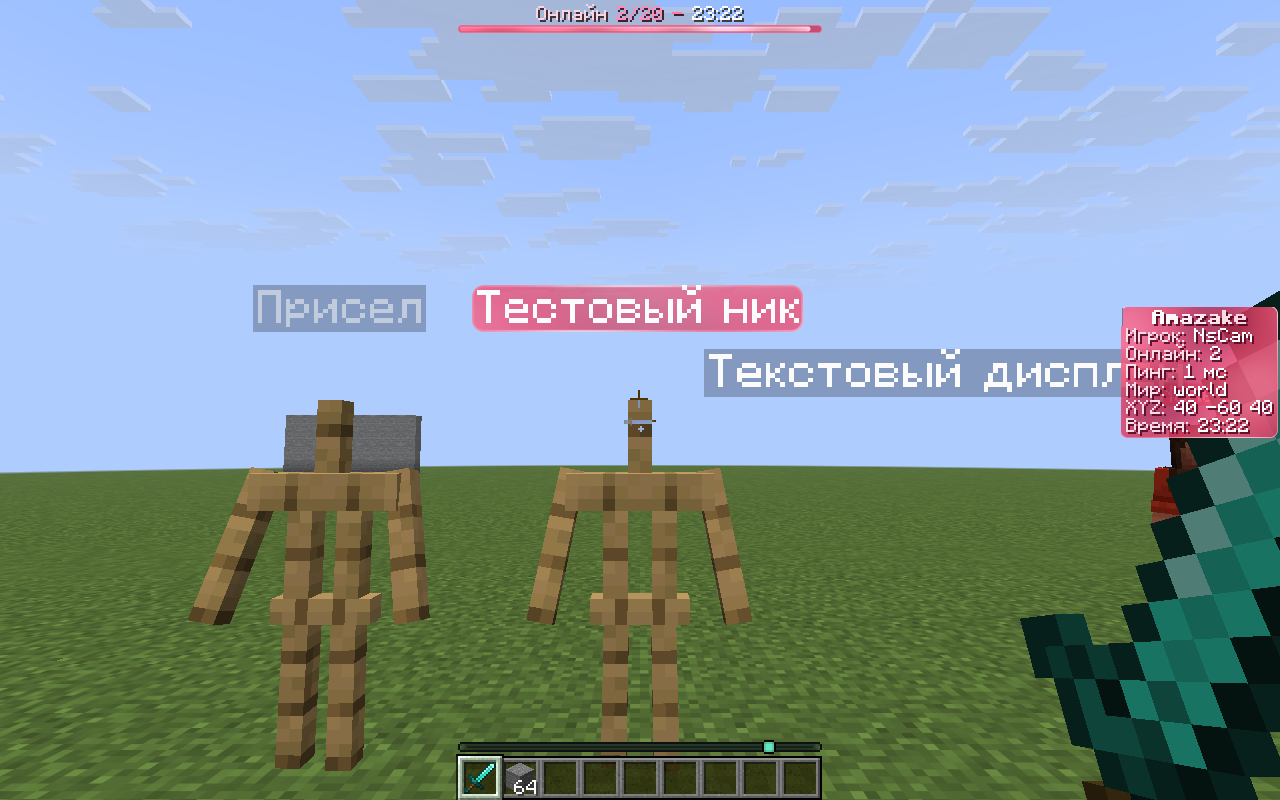 Онлайн 2/20 - 23:22
Присел
Тестовый ник
Текстовый диспл
Amazake
Игрок: NsCam
Онлайн: 2
Пинг: 1 мс
Мир: world
XYZ: 40 -60 40
Время: 23:22
64